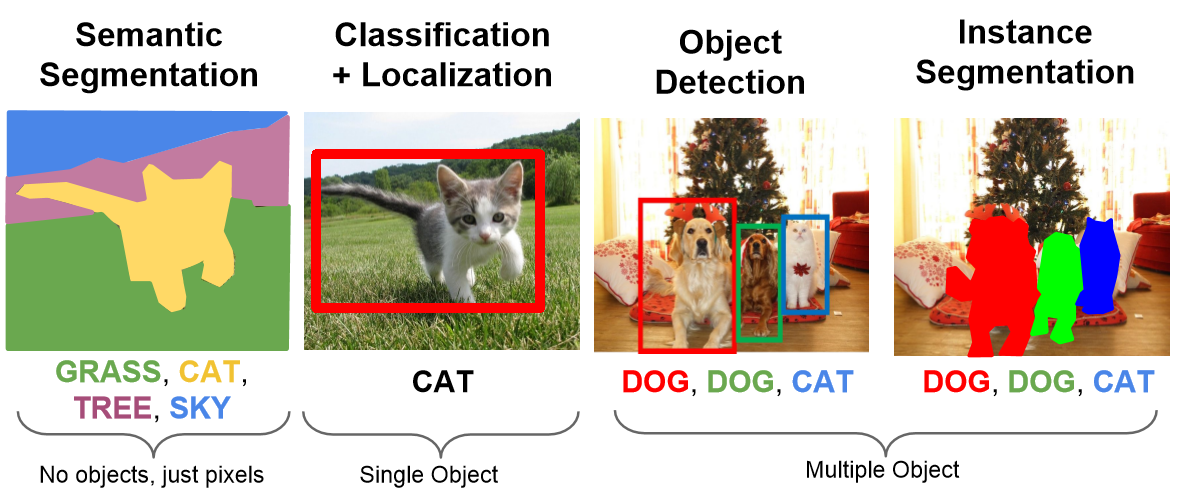 Semantic
Segmentation
Classification
+ Localization
Object
Detection
Instance
Segmentation
GRASS, CAT,
TREE, SKY
CAT
DOG, DOG, CAT
DOG, DOG, CAT
No objects, just pixels
Single Object
Multiple Object